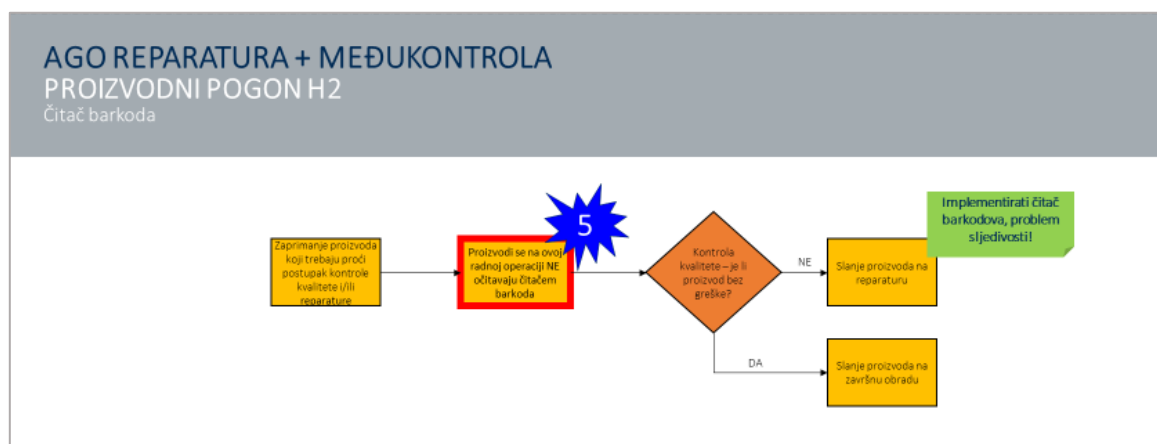 AGO REPARATURA + MEĐUKONTROLA
PROIZVODNI POGON H2
Čitač barkoda
Zaprimanje proizvoda
koji trebaju proći
postupak kontrole
kvalitete i/ili
reparature
Proizvodi se na ovoj
radnoj operaciji NE
očitavaju čitačem
barkoda
5
Kontrola
kvalitete – je li
proizvod bez
greške?
NE
Slanje proizvoda na
reparaturu
Implementirati čitač
barkodova, problem
sljedivosti!
DA
Slanje proizvoda na
završnu obradu